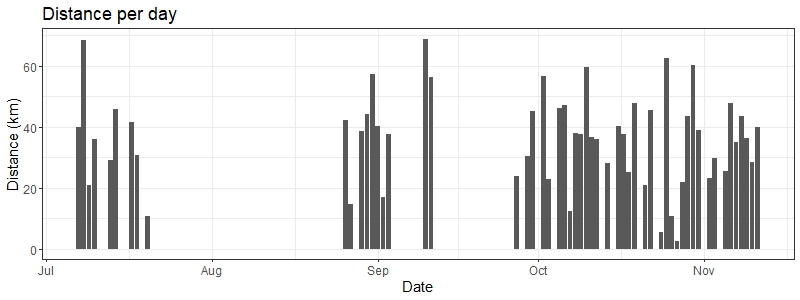 Distance per day
Distance (km)
60
40
20
0
Jul Aug Sep Oct Nov
Date